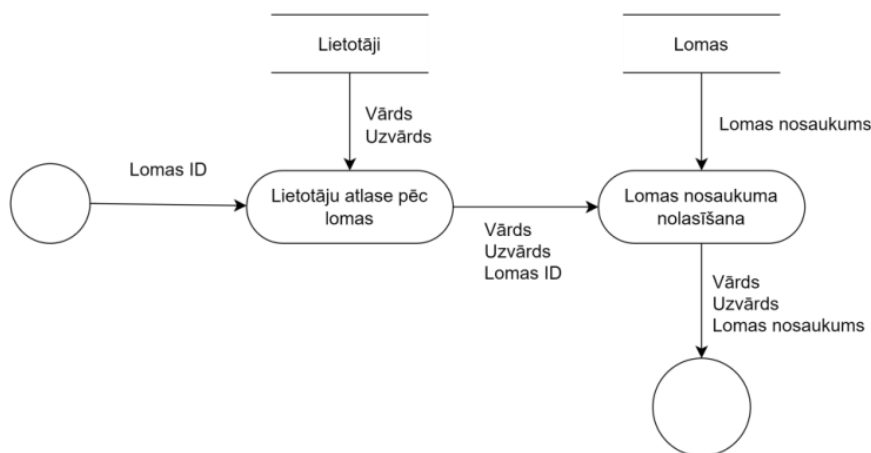 Lietotāji
Lomas
Vārds
Uzvārds
Lomas nosaukums
Lomas ID
Lietotāju atlase pēc
lomas
Lomas nosaukuma
nolasīšana
Vārds
Uzvārds
Lomas ID
Vārds
Uzvārds
Lomas nosaukums